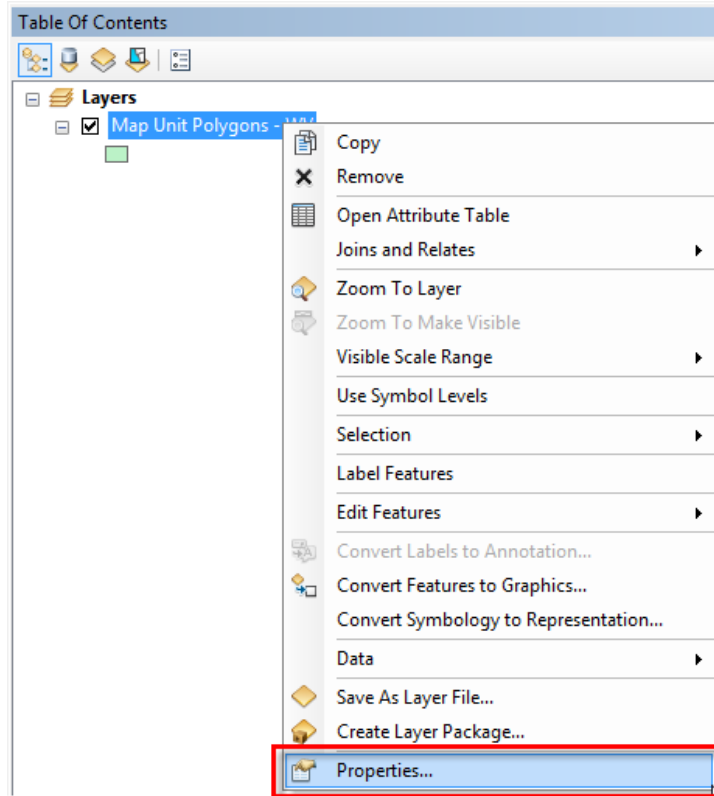 Table Of Contents
Layers
Map Unit Polygons - WV
Copy
Remove
Open Attribute Table
Joins and Relates
Zoom To Layer
Zoom To Make Visible
Visible Scale Range
Use Symbol Levels
Selection
Label Features
Edit Features
Convert Labels to Annotation...
Convert Features to Graphics...
Convert Symbology to Representation...
Data
Save As Layer File...
Create Layer Package...
Properties...